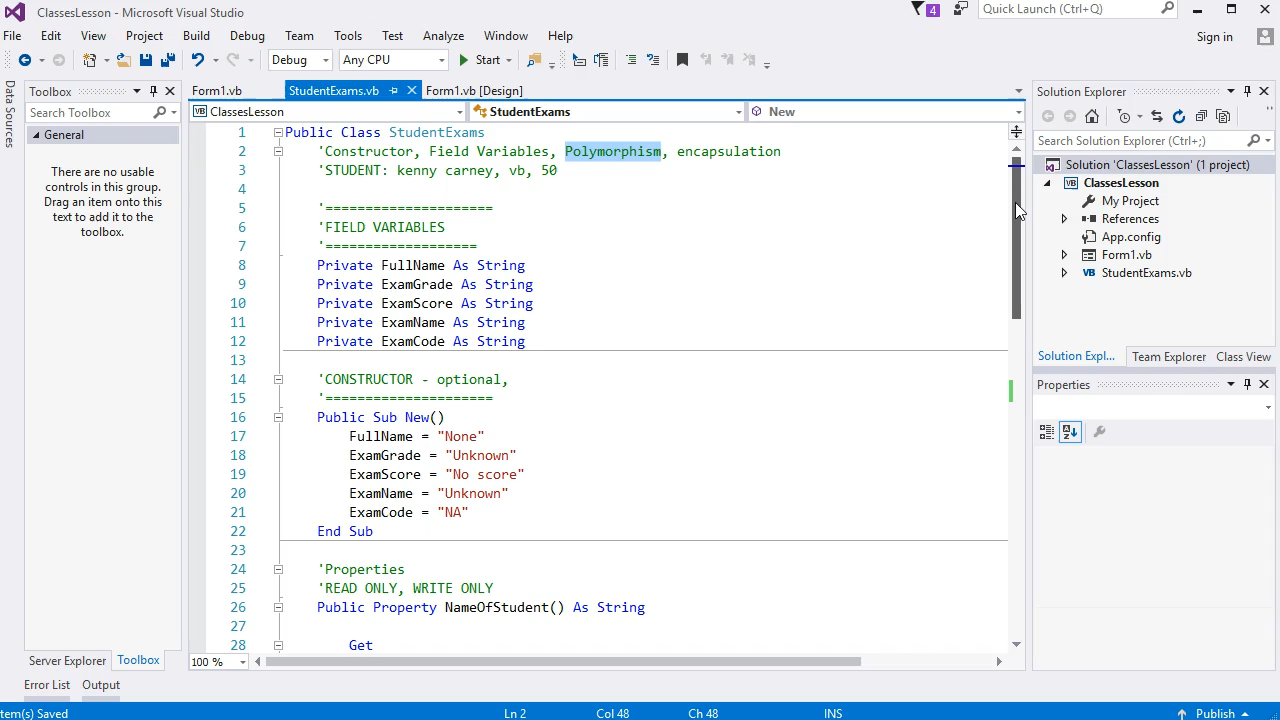 ClassesLesson - Microsoft Visual Studio
4
Quick Launch (Ctrl+Q)
File Edit View Project Build Debug Team Tools Test Analyze Window Help
Sign in
Debug Any CPU Start
Data Sources
Toolbox
Search Toolbox
General
There are no usable
controls in this group.
Drag an item onto this
text to add it to the
toolbox.
Server Explorer Toolbox
Form1.vb StudentExams.vb Form1.vb [Design]
ClassesLesson StudentExams New
1 Public Class StudentExams
2 'Constructor, Field Variables, Polymorphism, encapsulation
3 'STUDENT: kenny carney, vb, 50
4
5 '======================
6 'FIELD VARIABLES
7 '===================
8 Private FullName As String
9 Private ExamGrade As String
10 Private ExamScore As String
11 Private ExamName As String
12 Private ExamCode As String
13
14 'CONSTRUCTOR - optional,
15 '=====================
16 Public Sub New()
17 FullName = "None"
18 ExamGrade = "Unknown"
19 ExamScore = "No score"
20 ExamName = "Unknown"
21 ExamCode = "NA"
22 End Sub
23
24 'Properties
25 'READ ONLY, WRITE ONLY
26 Public Property NameOfStudent() As String
27
28 Get
100 %
Solution Explorer
Search Solution Explorer (Ctrl+;)
Solution 'ClassesLesson' (1 project)
ClassesLesson
My Project
References
App.config
Form1.vb
StudentExams.vb
Solution Expl... Team Explorer Class View
Properties
Error List Output
tem(s) Saved Ln 2 Col 48 Ch 48 INS Publish